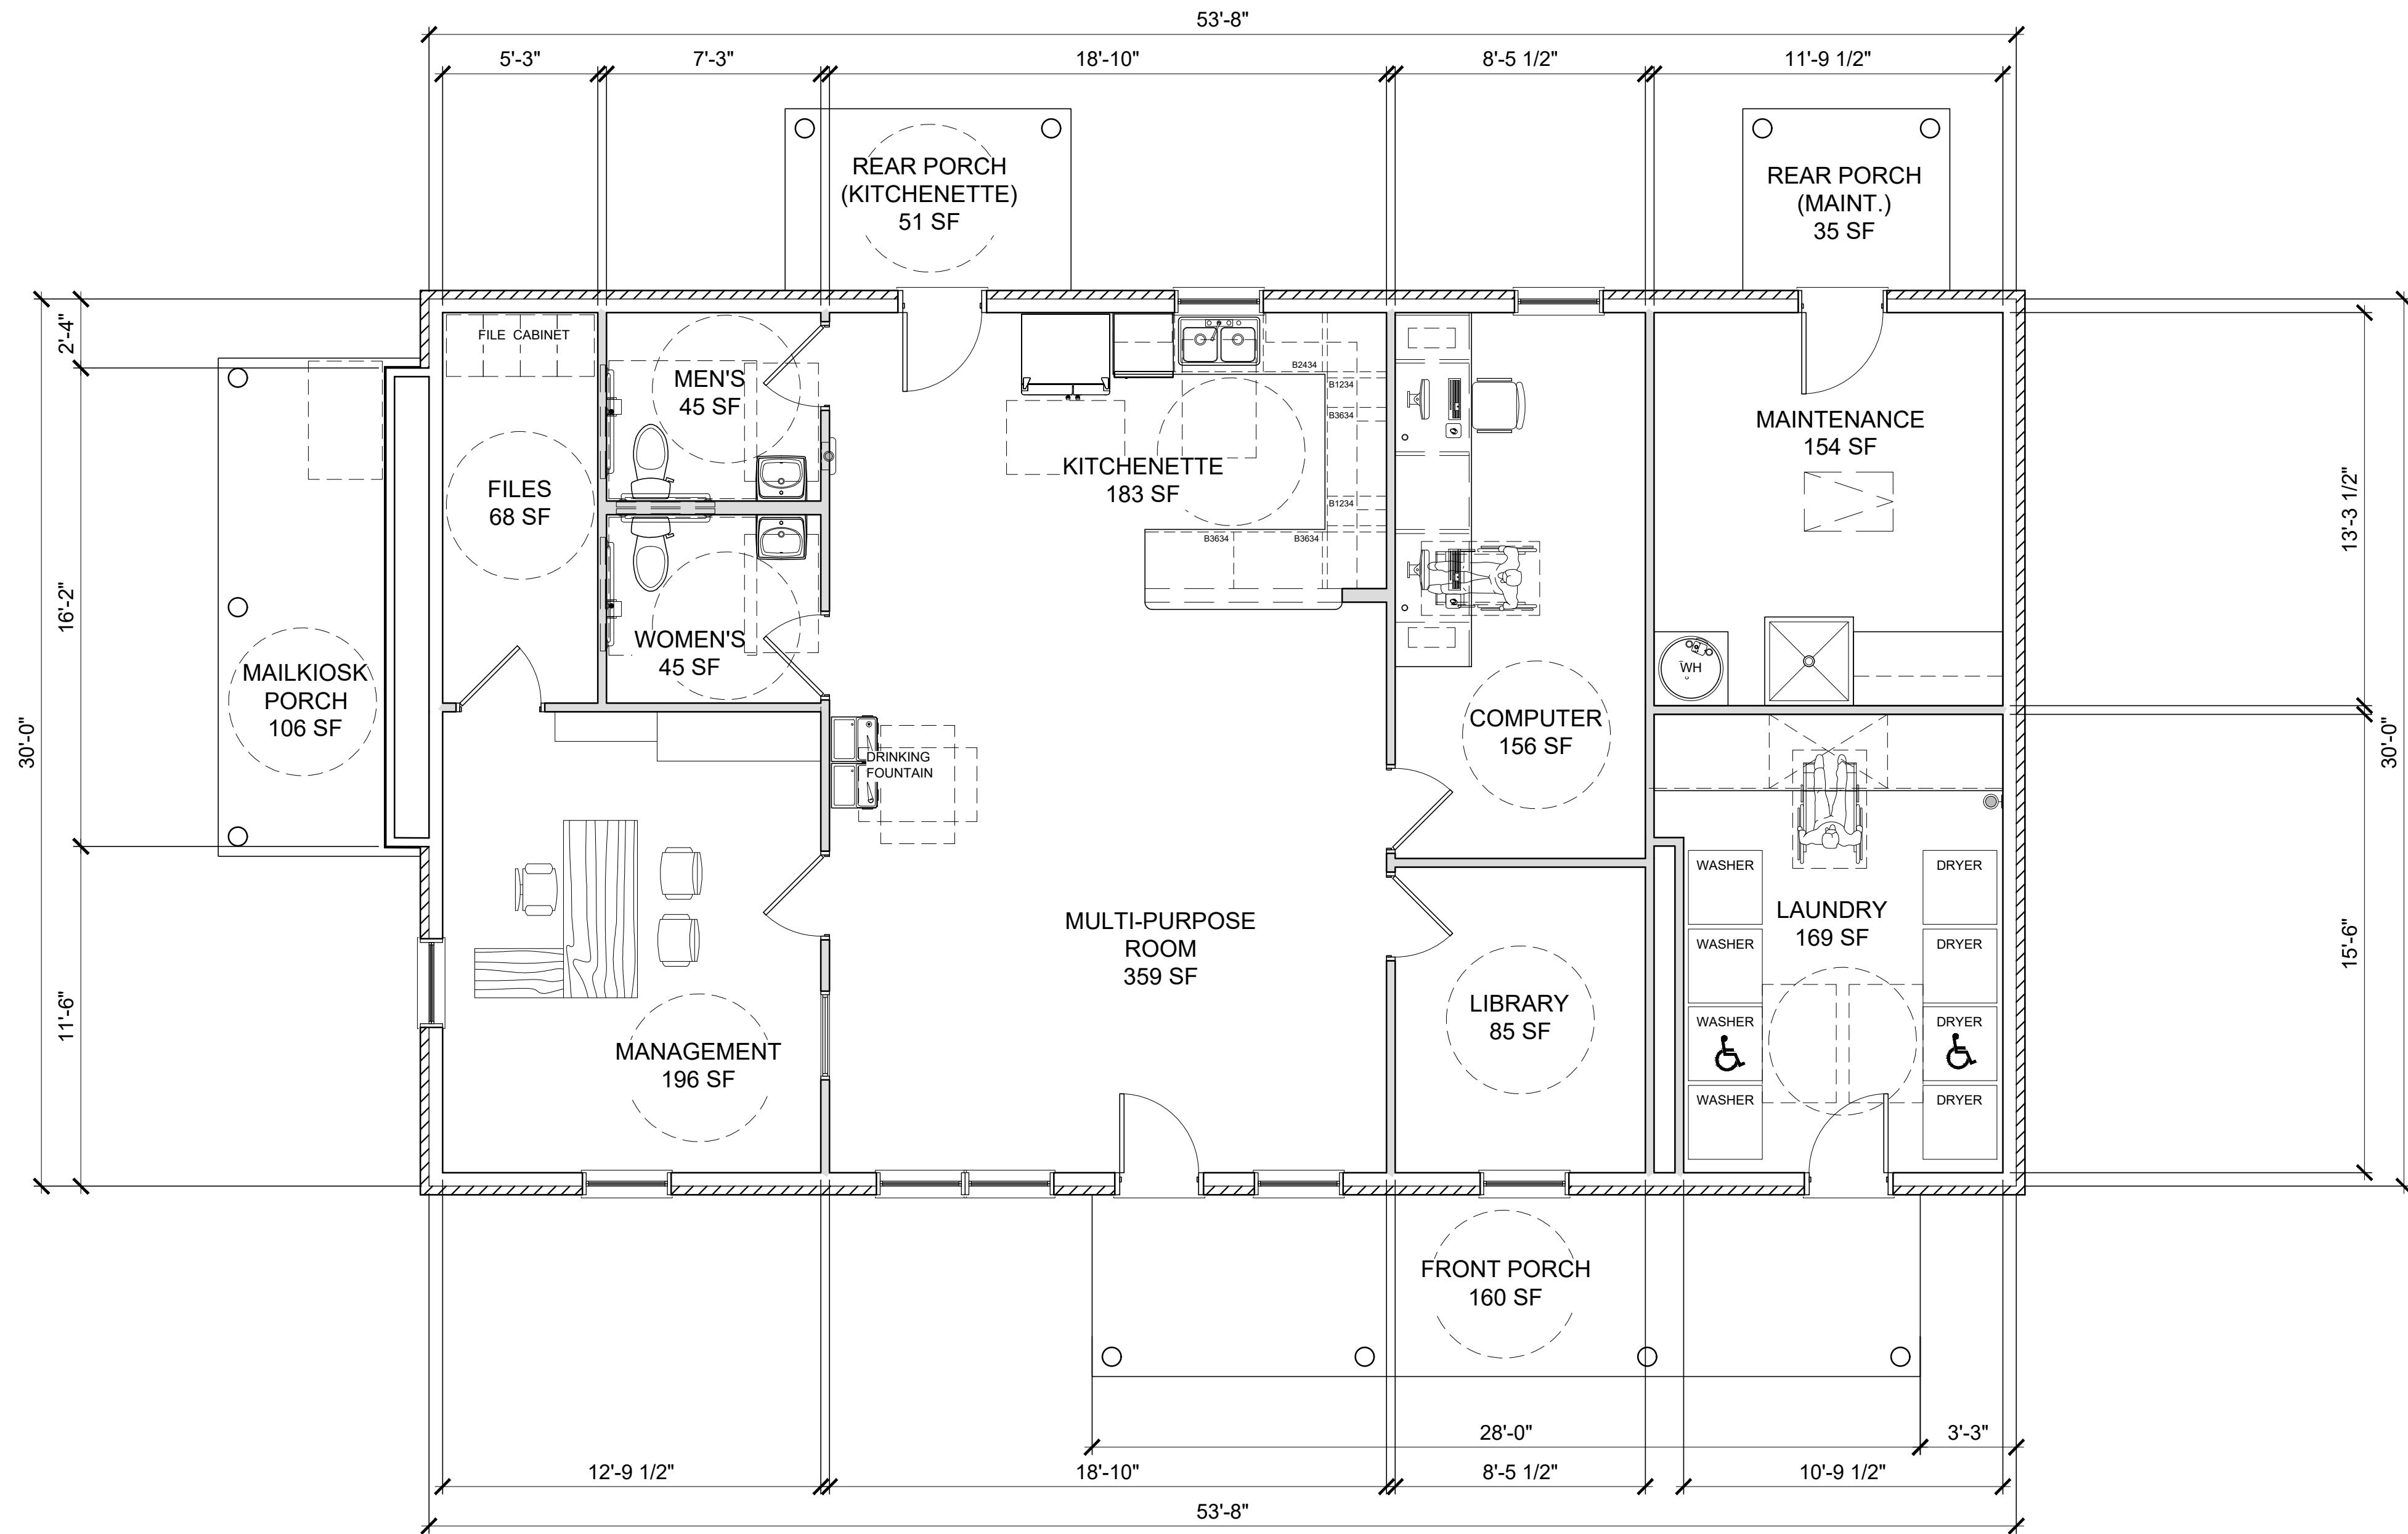 53'-8"
5'-3"
7'-3"
18'-10"
8'-5 1/2"
11'-9 1/2"
REAR PORCH
(KITCHENETTE)
51 SF
REAR PORCH
(MAINT.)
35 SF
2'-4"
16'-2"
11'-6"
30'-0"
13'-3 1/2"
15'-6"
30'-0"
FILE CABINET
MEN'S
45 SF
FILES
68 SF
WOMEN'S
45 SF
KITCHENETTE
183 SF
B2434
B1234
B3634
B1234
B3634
B3634
MAINTENANCE
154 SF
WH
MAILKIOSK
PORCH
106 SF
DRINKING
FOUNTAIN
COMPUTER
156 SF
MULTI-PURPOSE
ROOM
359 SF
MANAGEMENT
196 SF
LIBRARY
85 SF
LAUNDRY
169 SF
WASHER
DRYER
WASHER
DRYER
WASHER
DRYER
WASHER
DRYER
FRONT PORCH
160 SF
28'-0"
3'-3"
12'-9 1/2"
18'-10"
8'-5 1/2"
10'-9 1/2"
53'-8"